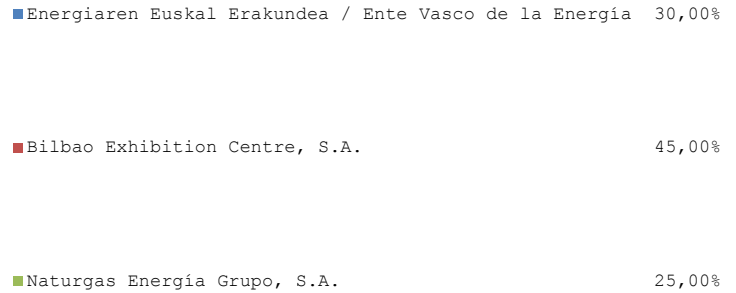 Energiaren Euskal Erakundea / Ente Vasco de la Energía 30,00%
Bilbao Exhibition Centre, S.A. 45,00%
Naturgas Energía Grupo, S.A. 25,00%